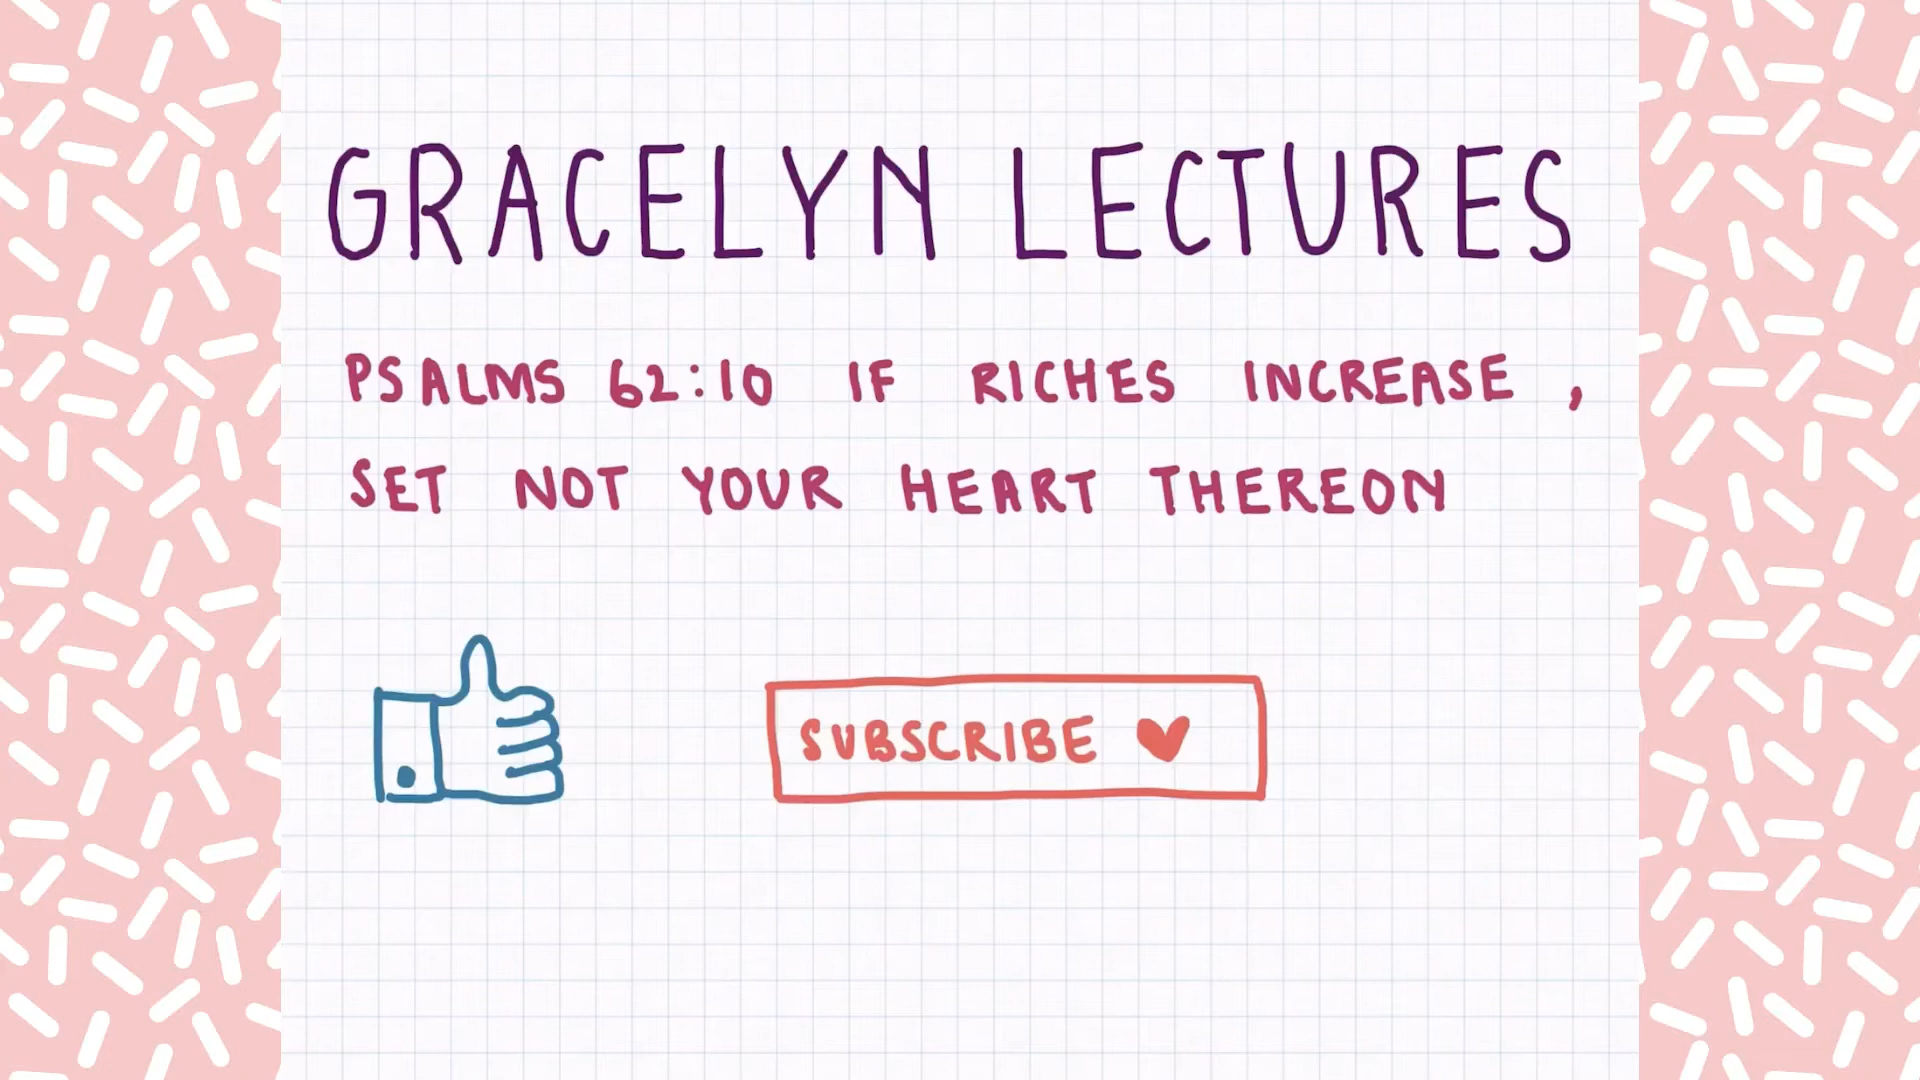 GRACELYN LECTURES
PSALMS 62:10 IF RICHES INCREASE ,
SET NOT YOUR HEART THEREON
SUBSCRIBE